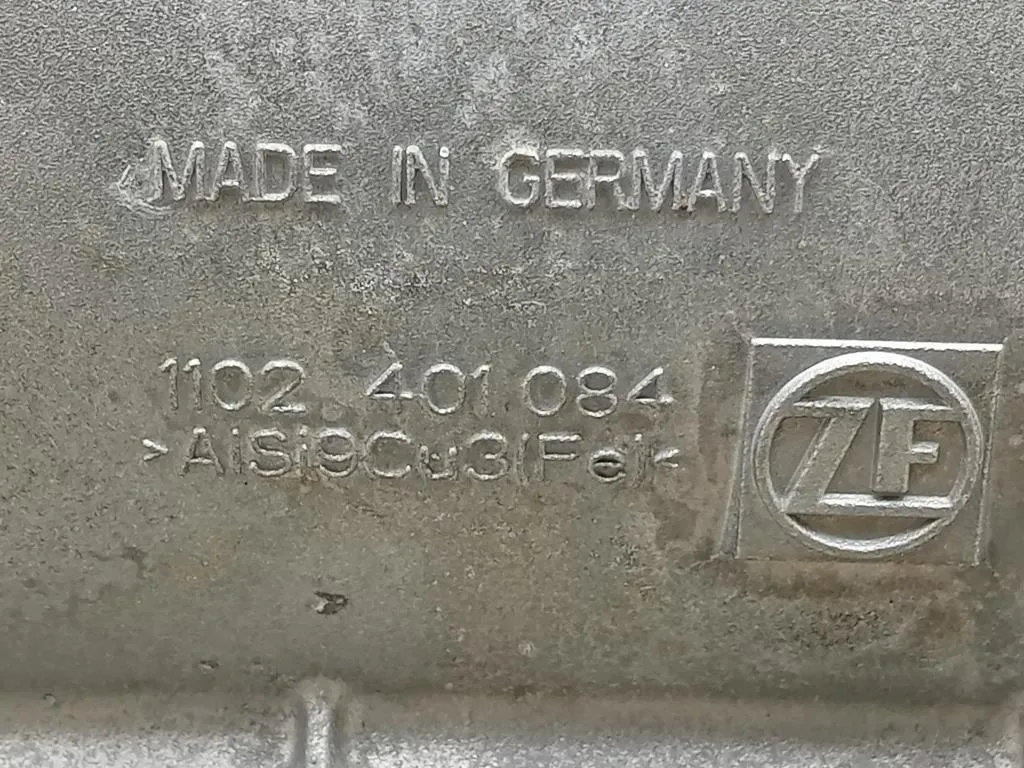 MADE IN GERMANY
1102 401 084
>AlSi9Cu3(Fe)<
ZF